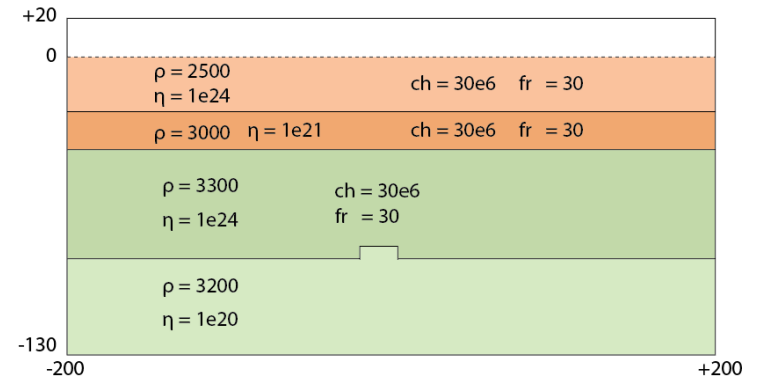 +20
0
ρ = 2500
η = 1e24
ch = 30e6 fr = 30
ρ = 3000 η = 1e21 ch = 30e6 fr = 30
ρ = 3300
η = 1e24
ch = 30e6
fr = 30
ρ = 3200
η = 1e20
-130
-200
+200